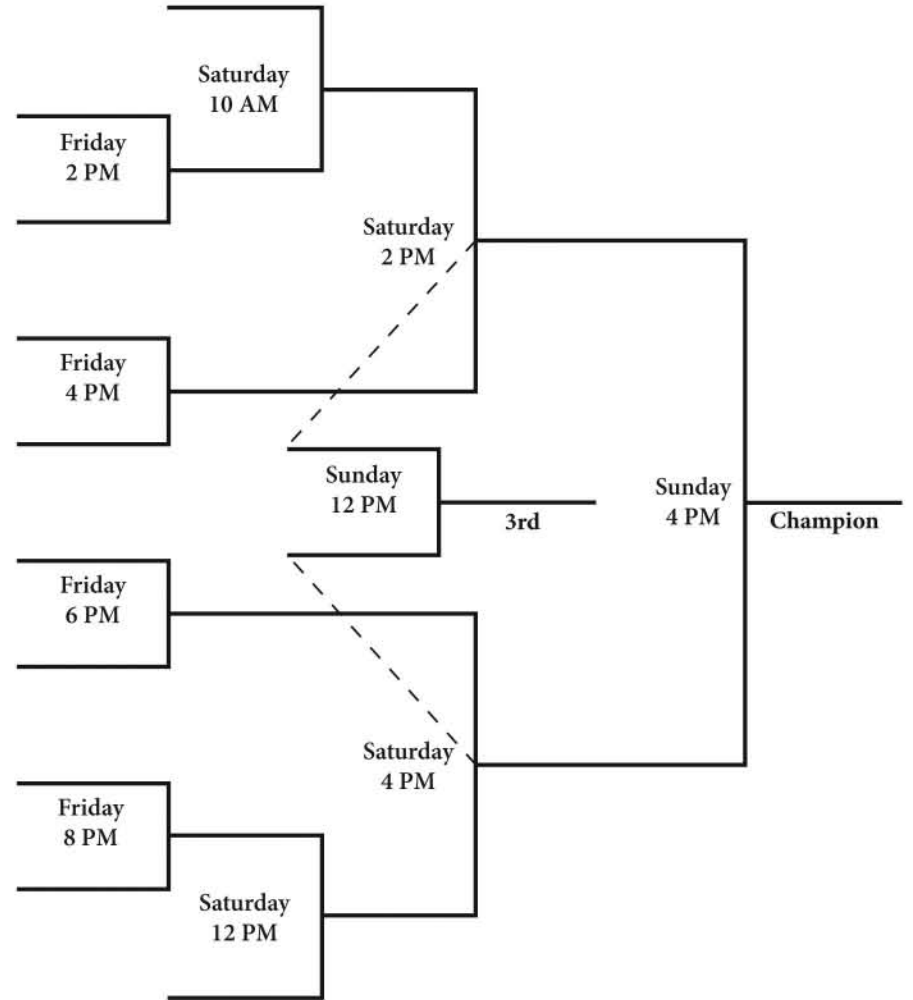 Saturday
10 AM
Friday
2 PM
Saturday
2 PM
Friday
4 PM
Sunday
12 PM
3rd
Sunday
4 PM
Champion
Friday
6 PM
Saturday
4 PM
Friday
8 PM
Saturday
12 PM